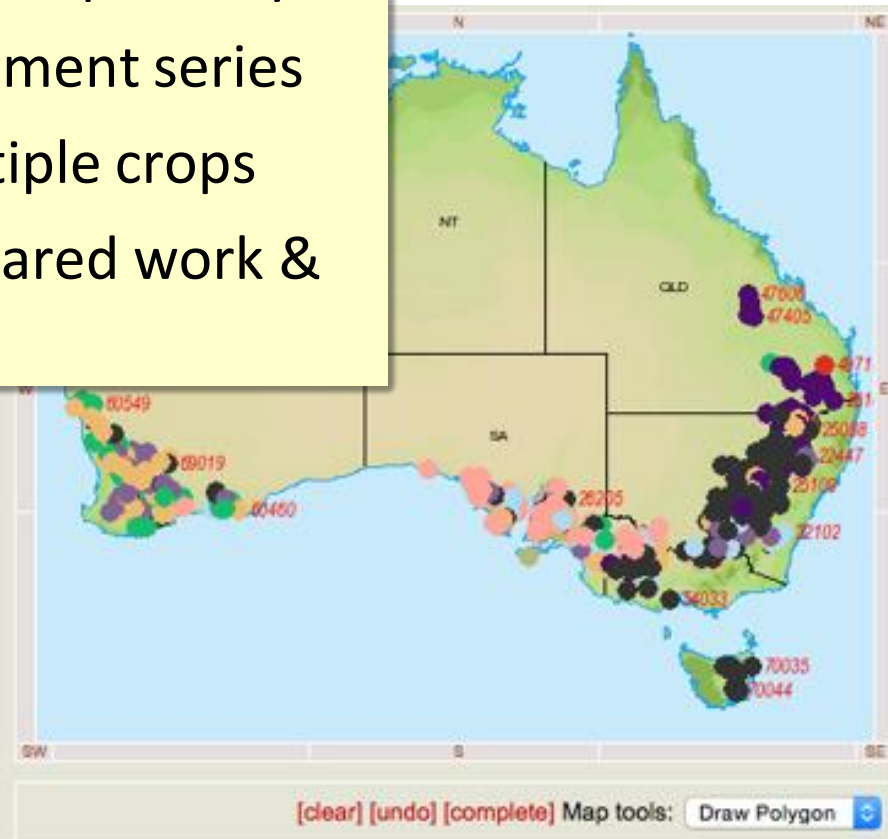 ment series
tiple crops
ared work &
N
NE
NT
QLD
47606
47405
60549
SA
25088
69019
22447
26205
60460
22102
70035
70044
SW
S
SE
[clear] [undo] [complete] Map tools: Draw Polygon